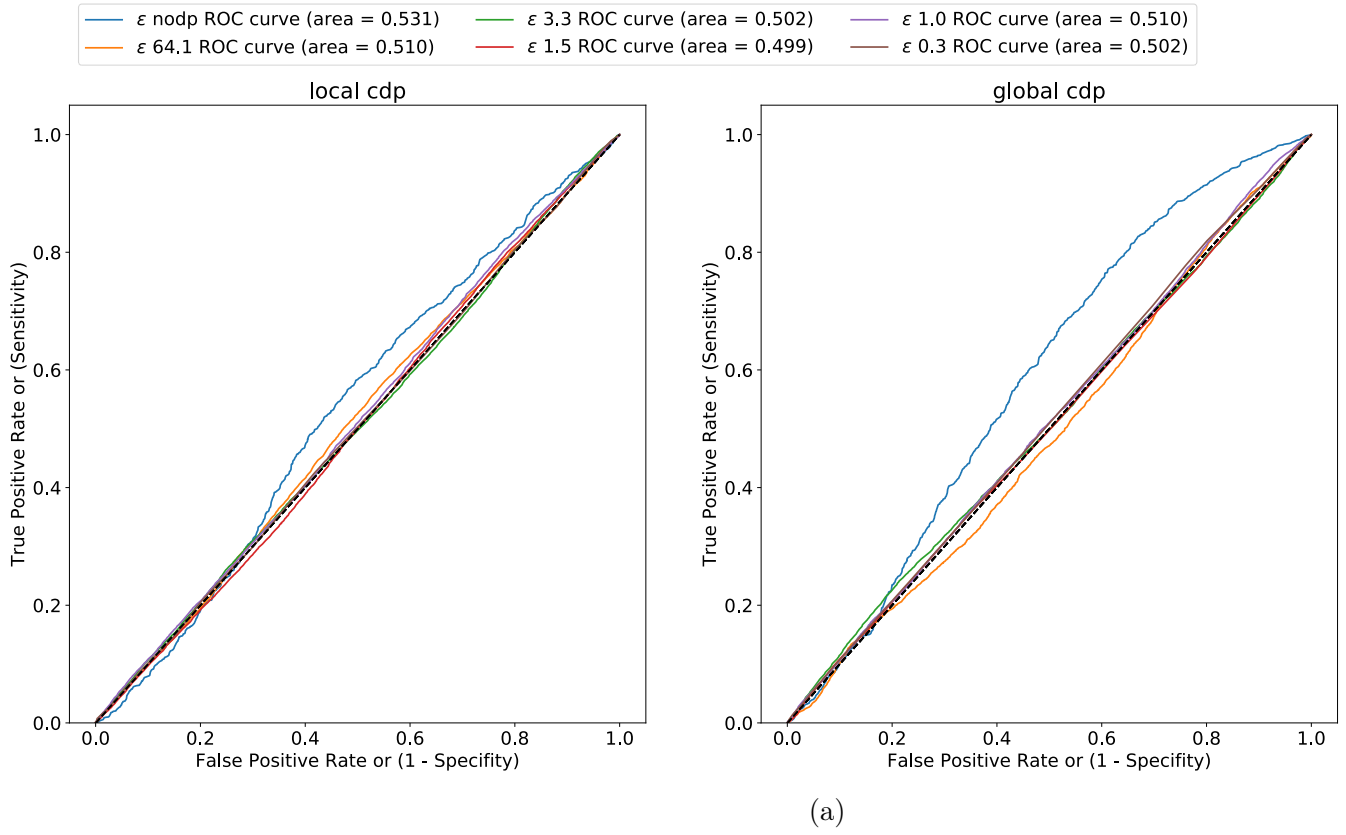 ε nodp ROC curve (area = 0.531)
ε 64.1 ROC curve (area = 0.510)
ε 3.3 ROC curve (area = 0.502)
ε 1.5 ROC curve (area = 0.499)
ε 1.0 ROC curve (area = 0.510)
ε 0.3 ROC curve (area = 0.502)
local cdp
True Positive Rate or (Sensitivity)
1.0
0.8
0.6
0.4
0.2
0.0
0.0 0.2 0.4 0.6 0.8 1.0
False Positive Rate or (1 - Specifity)
global cdp
True Positive Rate or (Sensitivity)
1.0
0.8
0.6
0.4
0.2
0.0
0.0 0.2 0.4 0.6 0.8 1.0
False Positive Rate or (1 - Specifity)
(a)